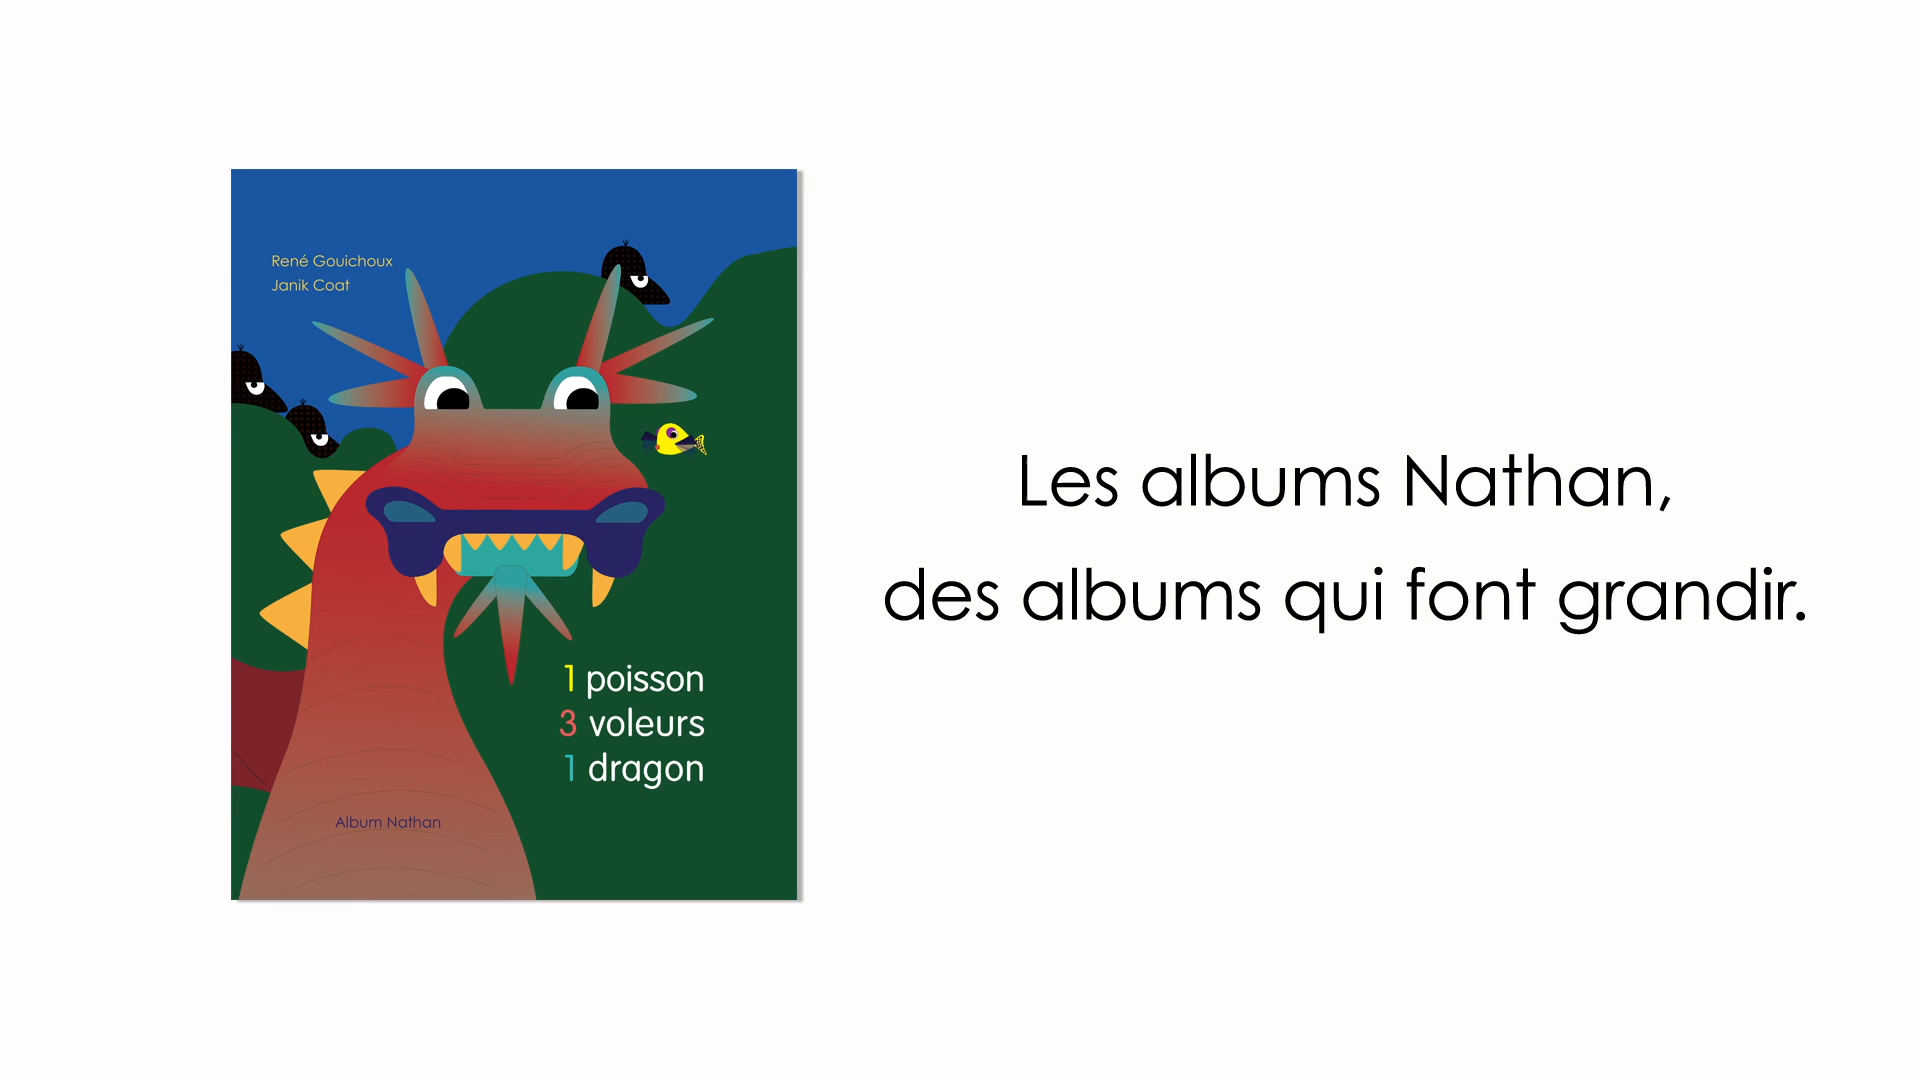 René Gouichoux
Janik Coat
1 poisson
3 voleurs
1 dragon
Album Nathan
Les albums Nathan,
des albums qui font grandir.